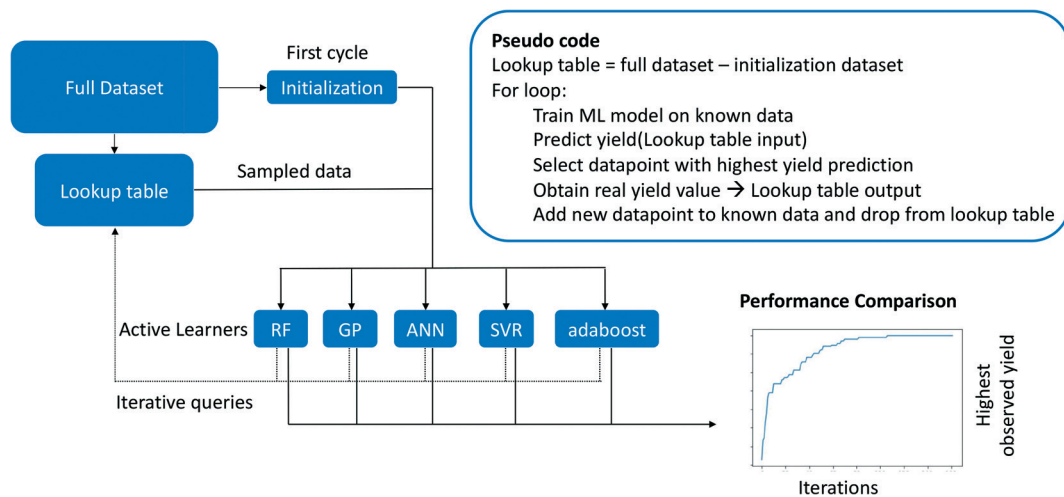 First cycle
Full Dataset
Initialization
Lookup table
Sampled data
Pseudo code
Lookup table = full dataset – initialization dataset
For loop:
Train ML model on known data
Predict yield(Lookup table input)
Select datapoint with highest yield prediction
Obtain real yield value → Lookup table output
Add new datapoint to known data and drop from lookup table
Active Learners
RF
GP
ANN
SVR
adaboost
Iterative queries
Performance Comparison
Highest
observed yield
Iterations